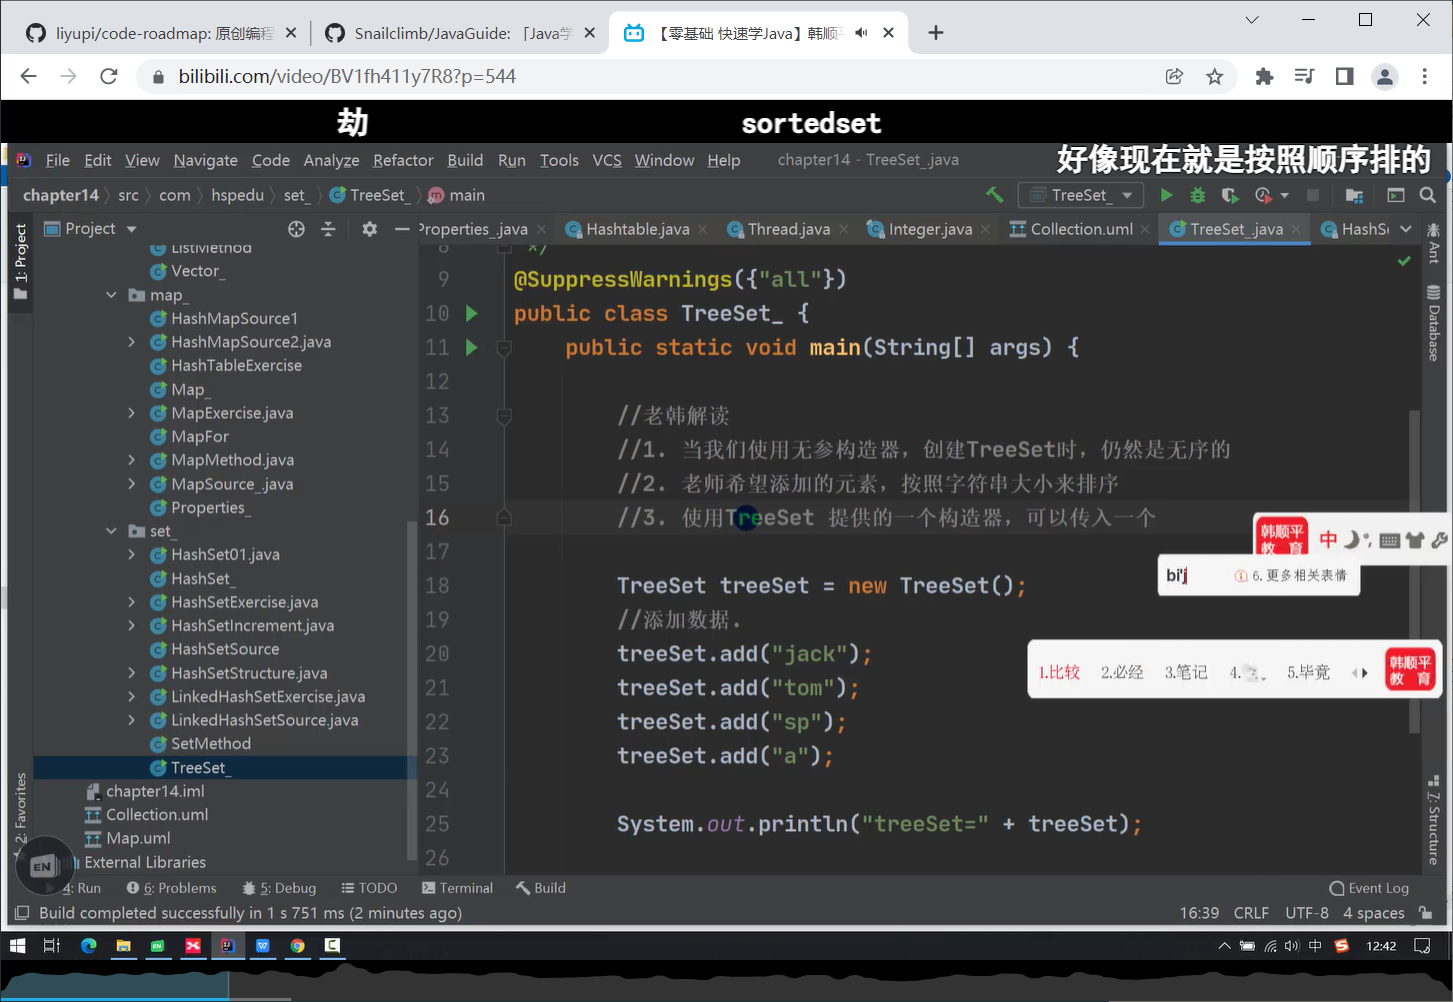 liyupi/code-roadmap: 原创编程
Snailclimb/JavaGuide: 「Java学
【零基础 快速学Java】韩顺平
bilibili.com/video/BV1fh411y7R8?p=544
劫
sortedset
好像现在就是按照顺序排的
File Edit View Navigate Code Analyze Refactor Build Run Tools VCS Window Help chapter14 - TreeSet_.java
chapter14 src com hspedu set_ TreeSet_ main
TreeSet_
1: Project
Project
Properties_.java Hashtable.java Thread.java Integer.java Collection.uml TreeSet_.java HashS
Ant
Database
ListMethod
Vector_
map_
HashMapSource1
HashMapSource2.java
HashTableExercise
Map_
MapExercise.java
MapFor
MapMethod.java
MapSource_.java
Properties_
set_
HashSet01.java
HashSet_
HashSetExercise.java
HashSetIncrement.java
HashSetSource
HashSetStructure.java
LinkedHashSetExercise.java
LinkedHashSetSource.java
SetMethod
TreeSet_
chapter14.iml
Collection.uml
Map.uml
External Libraries
2: Favorites
EN
8 */
9 @SuppressWarnings({"all"})
10 public class TreeSet_ {
11 public static void main(String[] args) {
12
13 //老韩解读
14 //1. 当我们使用无参构造器，创建TreeSet时，仍然是无序的
15 //2. 老师希望添加的元素，按照字符串大小来排序
16 //3. 使用TreeSet 提供的一个构造器，可以传入一个
17
18 TreeSet treeSet = new TreeSet();
19 //添加数据.
20 treeSet.add("jack");
21 treeSet.add("tom");
22 treeSet.add("sp");
23 treeSet.add("a");
24
25 System.out.println("treeSet=" + treeSet);
26
韩顺平
教 育
中
bi'j
6.更多相关表情
1.比较 2.必经 3.笔记 4. 5.毕竟
韩顺平
教 育
7: Structure
4: Run 6: Problems 5: Debug TODO Terminal Build Event Log
Build completed successfully in 1 s 751 ms (2 minutes ago) 16:39 CRLF UTF-8 4 spaces
中 12:42